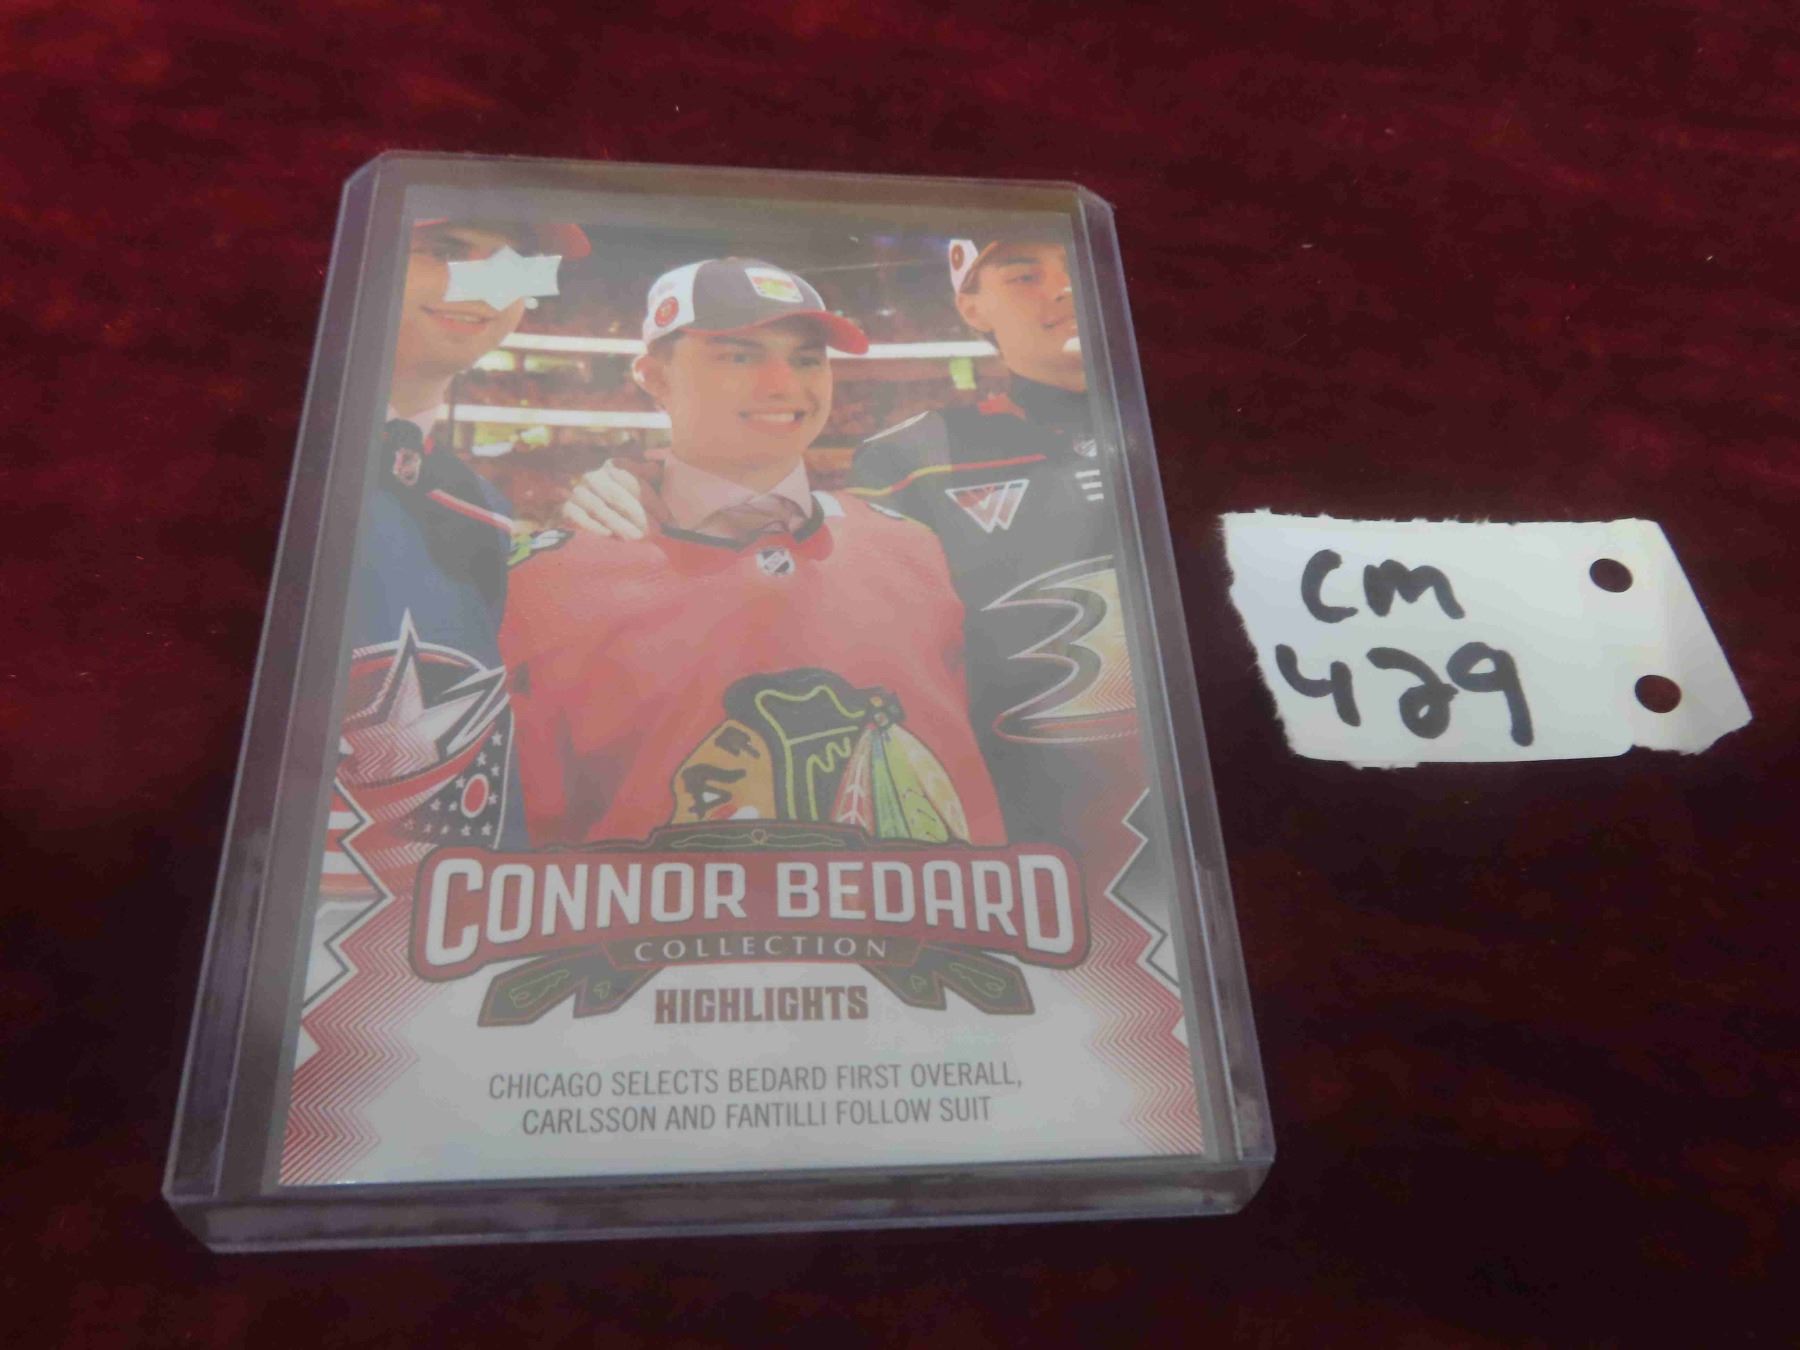 CONNOR BEDARD
COLLECTION
HIGHLIGHTS
CHICAGO SELECTS BEDARD FIRST OVERALL,
CARLSSON AND FANTILLI FOLLOW SUIT
CM
429